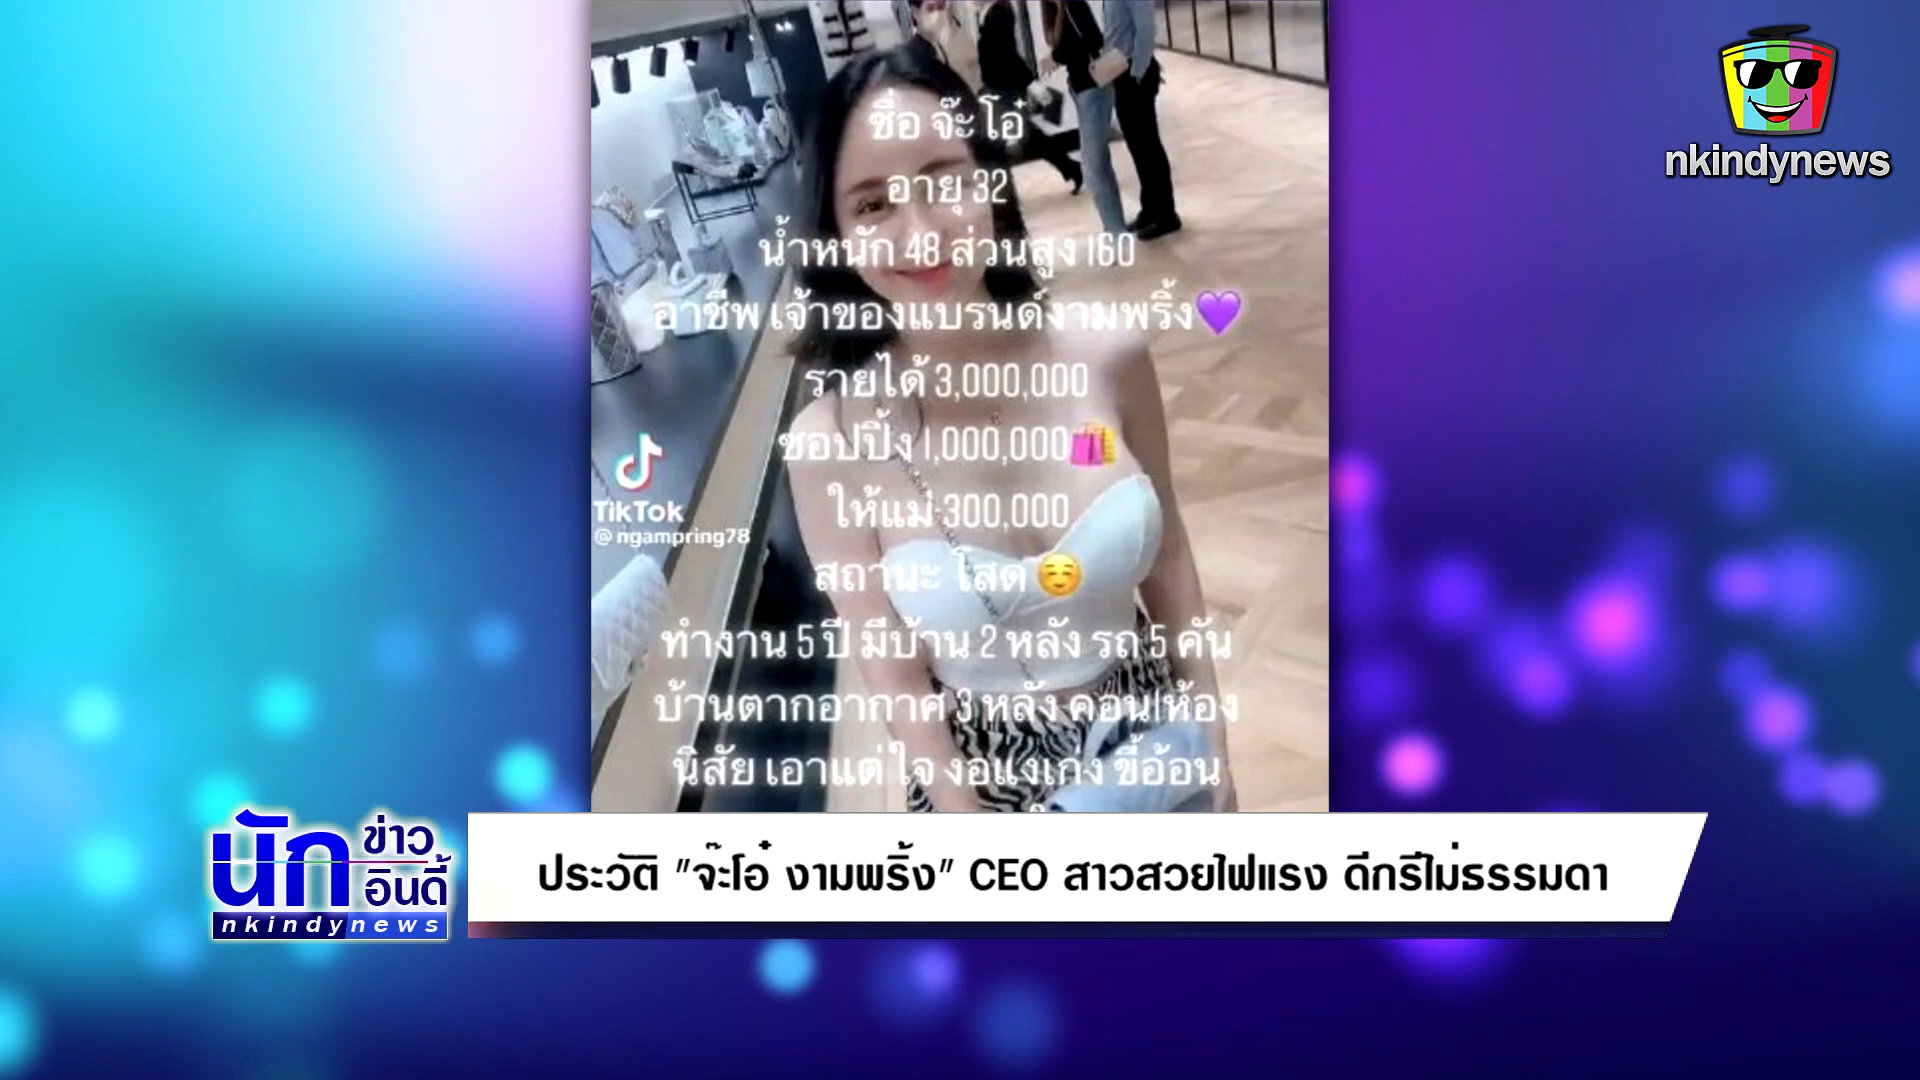 nkindynews
ชื่อ จ๊ะโอ๋
อายุ 32
น้ำหนัก 48 ส่วนสูง 160
อาชีพ เจ้าของแบรนด์งามพริ้ง💜
รายได้ 3,000,000
ชอปปิ้ง 1,000,000🛍️
ให้แม่ 300,000
สถานะ โสด ☺️
ทำงาน 5 ปี มีบ้าน 2 หลัง รถ 5 คัน
บ้านตากอากาศ 3 หลัง คอน1ห้อง
นิสัย เอาแต่ใจ งอแงเก่ง ขี้อ้อน
TikTok
@ngampring78
นักข่าวอินดี้
nkindynews
ประวัติ "จ๊ะโอ๋ งามพริ้ง" CEO สาวสวยไฟแรง ดีกรีไม่ธรรมดา